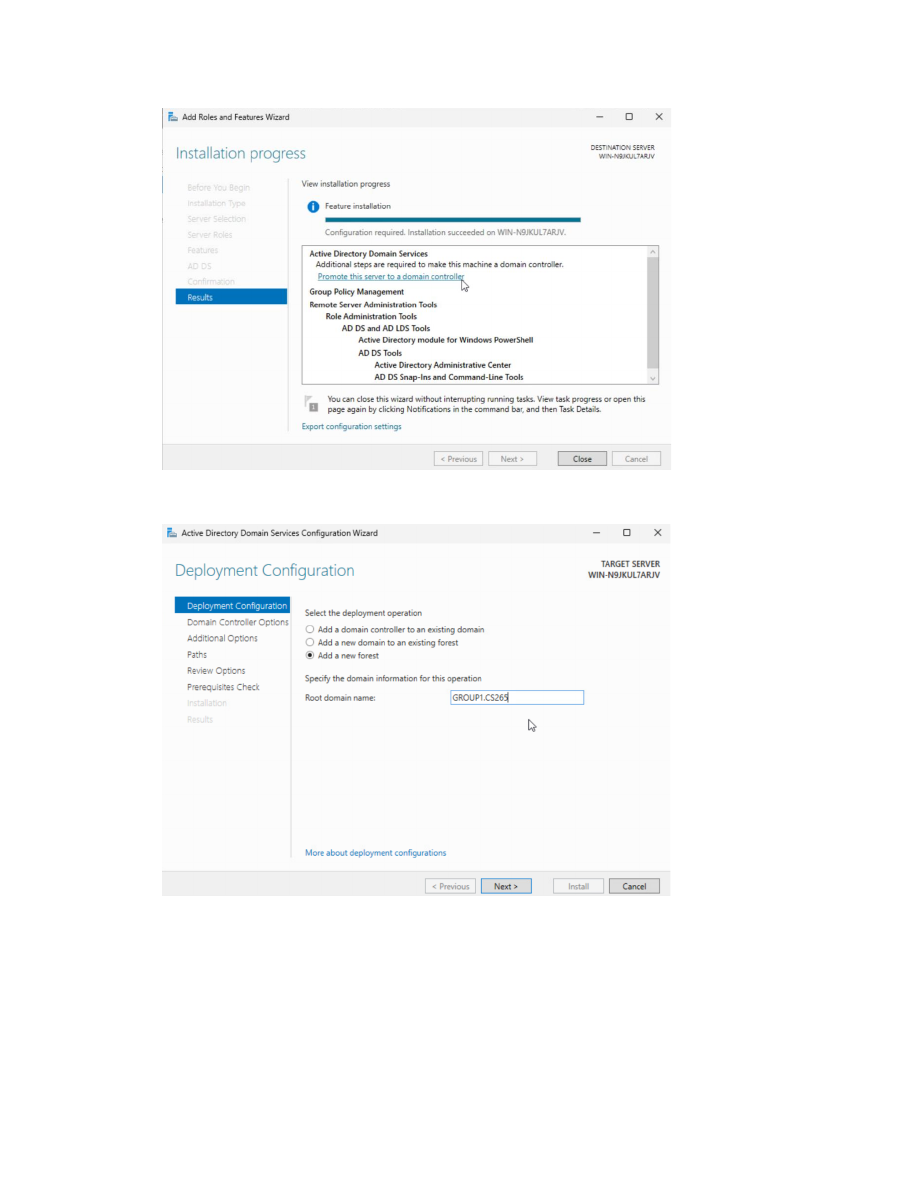 Add Roles and Features Wizard
Installation progress
DESTINATION SERVER
WIN-N9JKUL7ARJV
Before You Begin
Installation Type
Server Selection
Server Roles
Features
AD DS
Confirmation
Results
View installation progress
Feature installation
Configuration required. Installation succeeded on WIN-N9JKUL7ARJV.
Active Directory Domain Services
Additional steps are required to make this machine a domain controller.
Promote this server to a domain controller
Group Policy Management
Remote Server Administration Tools
Role Administration Tools
AD DS and AD LDS Tools
Active Directory module for Windows PowerShell
AD DS Tools
Active Directory Administrative Center
AD DS Snap-Ins and Command-Line Tools
You can close this wizard without interrupting running tasks. View task progress or open this
page again by clicking Notifications in the command bar, and then Task Details.
Export configuration settings
< Previous Next > Close Cancel
Active Directory Domain Services Configuration Wizard
Deployment Configuration
TARGET SERVER
WIN-N9JKUL7ARJV
Deployment Configuration
Domain Controller Options
Additional Options
Paths
Review Options
Prerequisites Check
Installation
Results
Select the deployment operation
Add a domain controller to an existing domain
Add a new domain to an existing forest
Add a new forest
Specify the domain information for this operation
Root domain name: GROUP1.CS265
More about deployment configurations
< Previous Next > Install Cancel